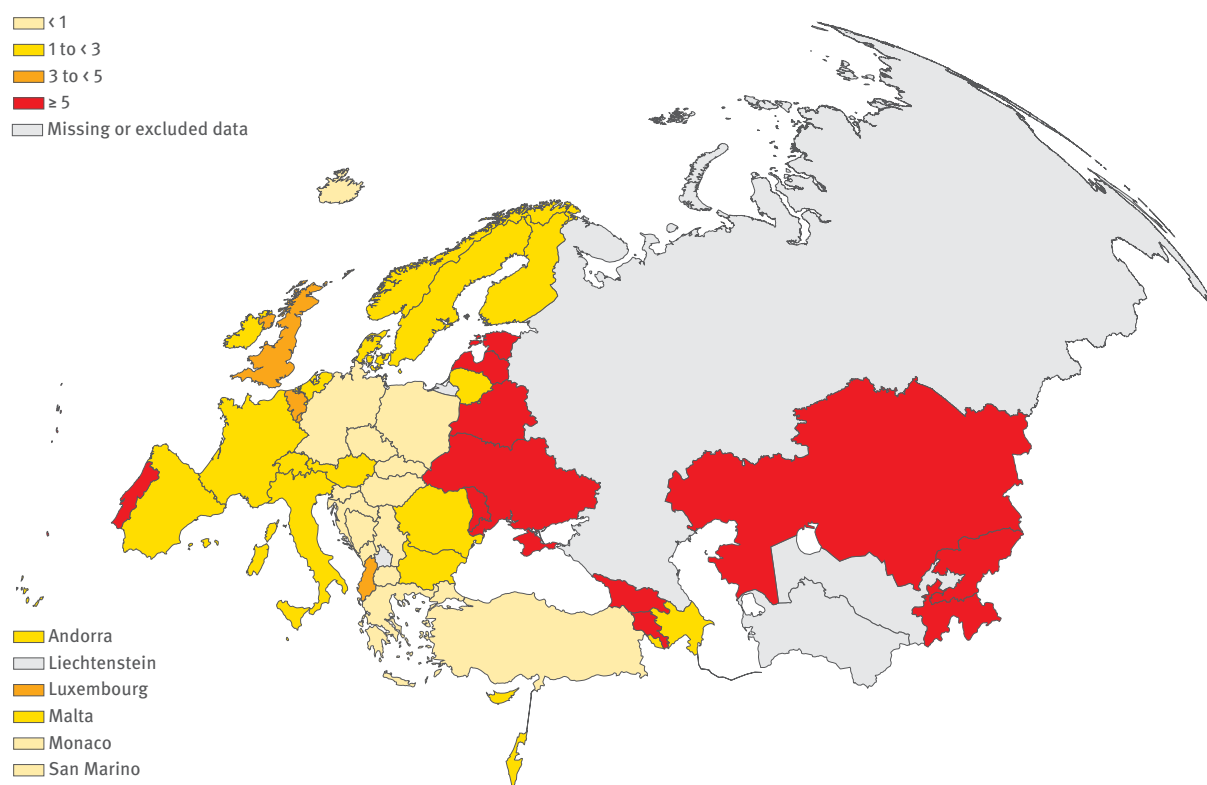 < 1
1 to < 3
3 to < 5
≥ 5
Missing or excluded data
Andorra
Liechtenstein
Luxembourg
Malta
Monaco
San Marino